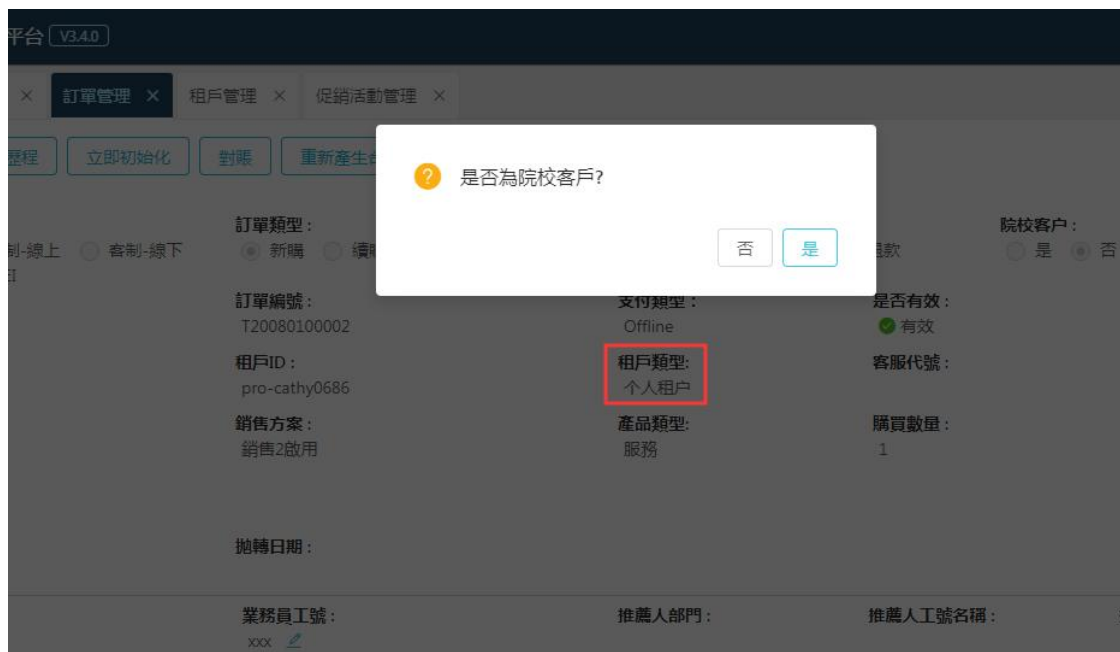 平台 V3.4.0
訂單管理 租戶管理 促銷活動管理
歷程 立即初始化 對賬 重新產生
是否為院校客戶?
否 是
訂單類型： 院校客户：
制-線上 客制-線下 新購 續 款 是 否
訂單編號： 支付類型： 是否有效：
T20080100002 Offline 有效
租戶ID： 租戶類型: 客服代號：
pro-cathy0686 个人租户
銷售方案： 產品類型: 購買數量：
銷售2啟用 服務 1
拋轉日期：
業務員工號： 推薦人部門： 推薦人工號名稱：
xxx